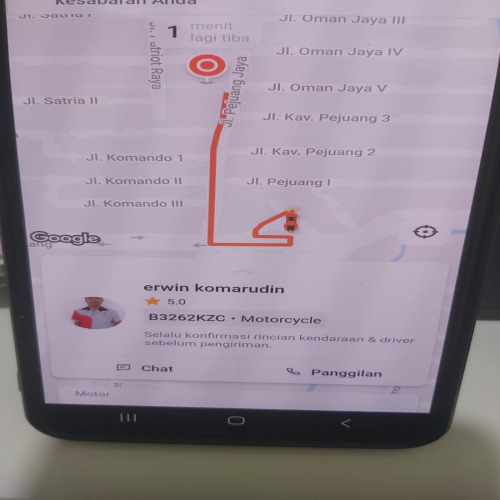 Kesabaran Anda
Jl. Oman Jaya III
1 menit
lagi tiba
Jl. Patriot Raya
Jl. Oman Jaya IV
Jl. Pejuang Jaya
Jl. Oman Jaya V
Jl. Satria II
Jl. Kav. Pejuang 3
Jl. Komando 1
Jl. Kav. Pejuang 2
Jl. Komando II
Jl. Pejuang I
Jl. Komando III
Google
ang
erwin komarudin
5.0
B3262KZC • Motorcycle
Selalu konfirmasi rincian kendaraan & driver
sebelum pengiriman.
Chat
Panggilan
Motor